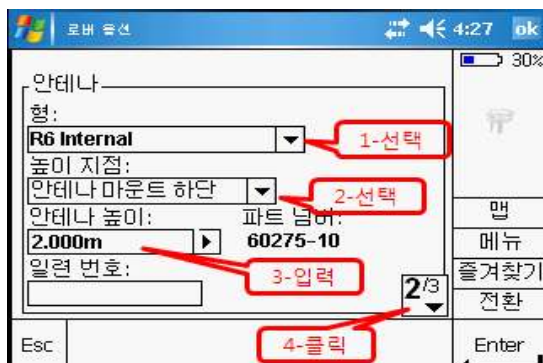 로버 옵션 4:27 ok
30%
안테나
형:
R6 Internal
1-선택
높이 지점:
안테나 마운트 하단
2-선택
안테나 높이: 파트 넘버:
2.000m 60275-10
3-입력
일련 번호:
2/3
4-클릭
맵
메뉴
즐겨찾기
전환
Esc
Enter